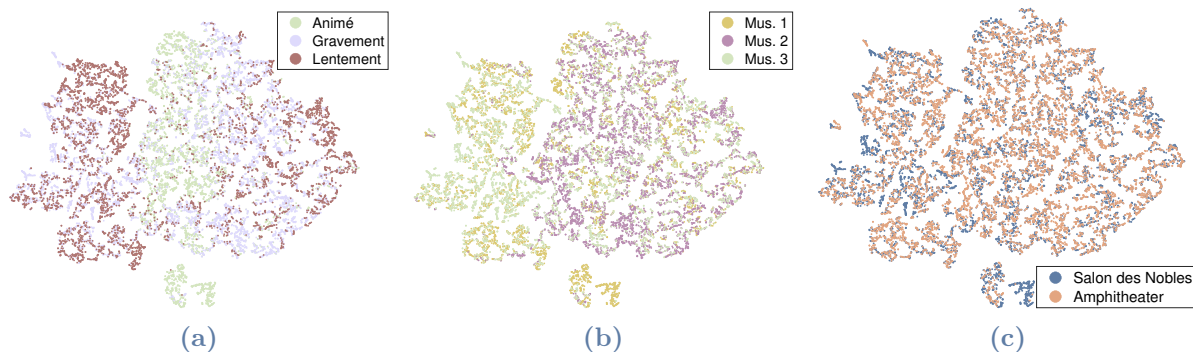 Animé
Gravement
Lentement
Mus. 1
Mus. 2
Mus. 3
Salon des Nobles
Amphitheater
(a)
(b)
(c)